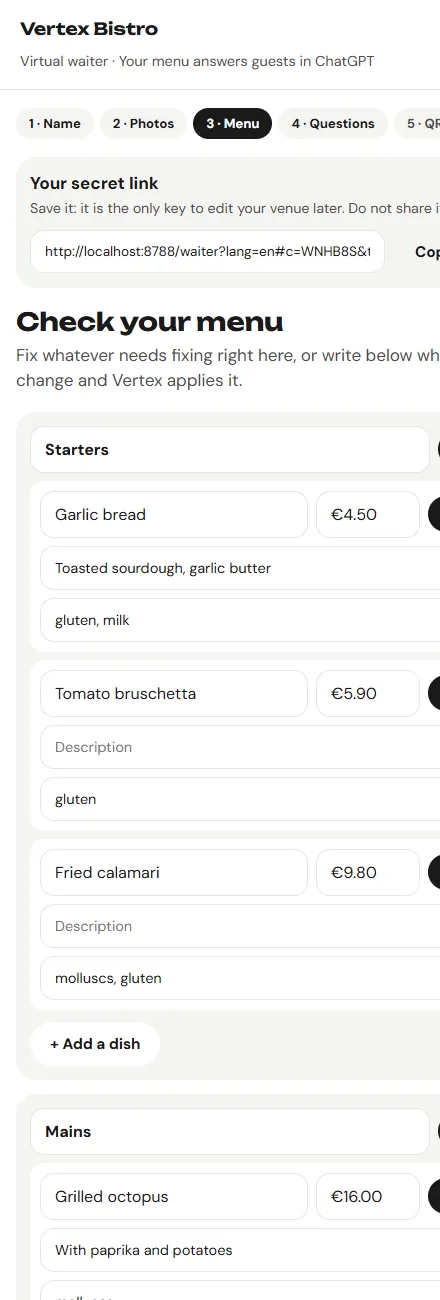 Vertex Bistro
Virtual waiter · Your menu answers guests in ChatGPT
1 · Name
2 · Photos
3 · Menu
4 · Questions
5 · QR
Your secret link
Save it: it is the only key to edit your venue later. Do not share
http://localhost:8788/waiter?lang=en#c=WNHB8S&t
Check your menu
Fix whatever needs fixing right here, or write below
change and Vertex applies it.
Starters
Garlic bread
€4.50
Toasted sourdough, garlic butter
gluten, milk
Tomato bruschetta
€5.90
Description
gluten
Fried calamari
€9.80
Description
molluscs, gluten
+ Add a dish
Mains
Grilled octopus
€16.00
With paprika and potatoes